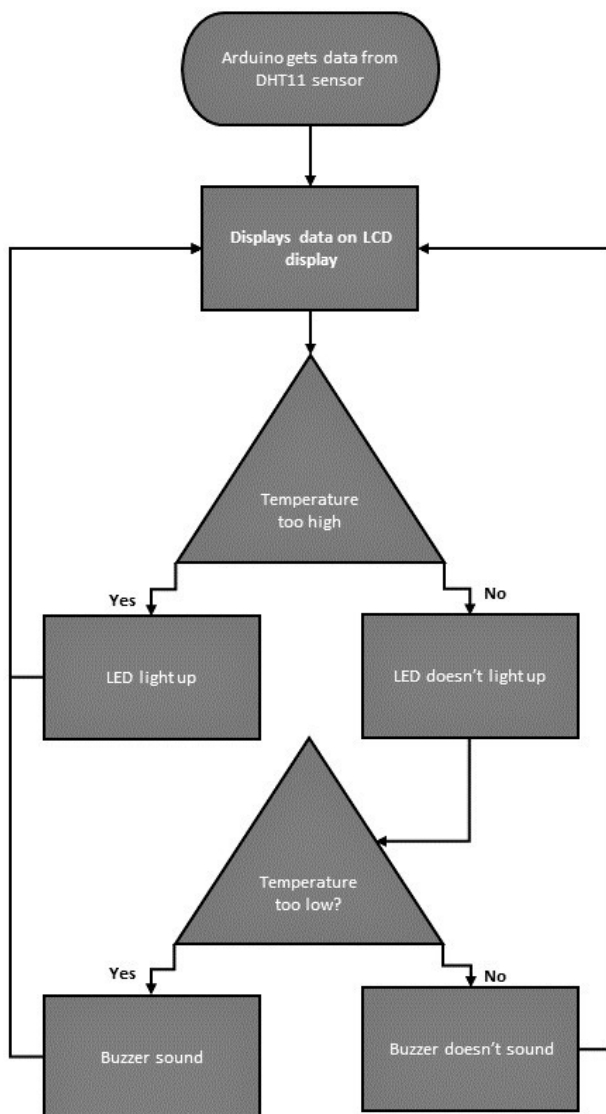 Arduino gets data from
DHT11 sensor
Displays data on LCD
display
Temperature
too high
Yes
No
LED light up
LED doesn't light up
Temperature
too low?
Yes
No
Buzzer sound
Buzzer doesn't sound